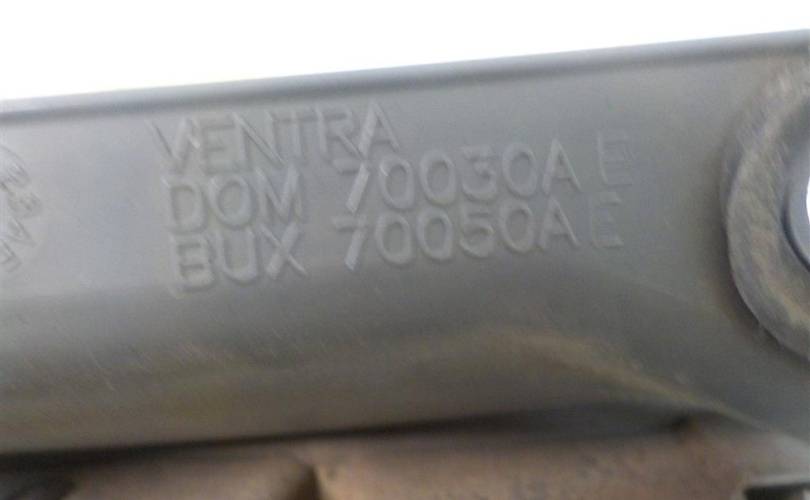 VENTRA
DOM 70030A E
BUX 70050A E